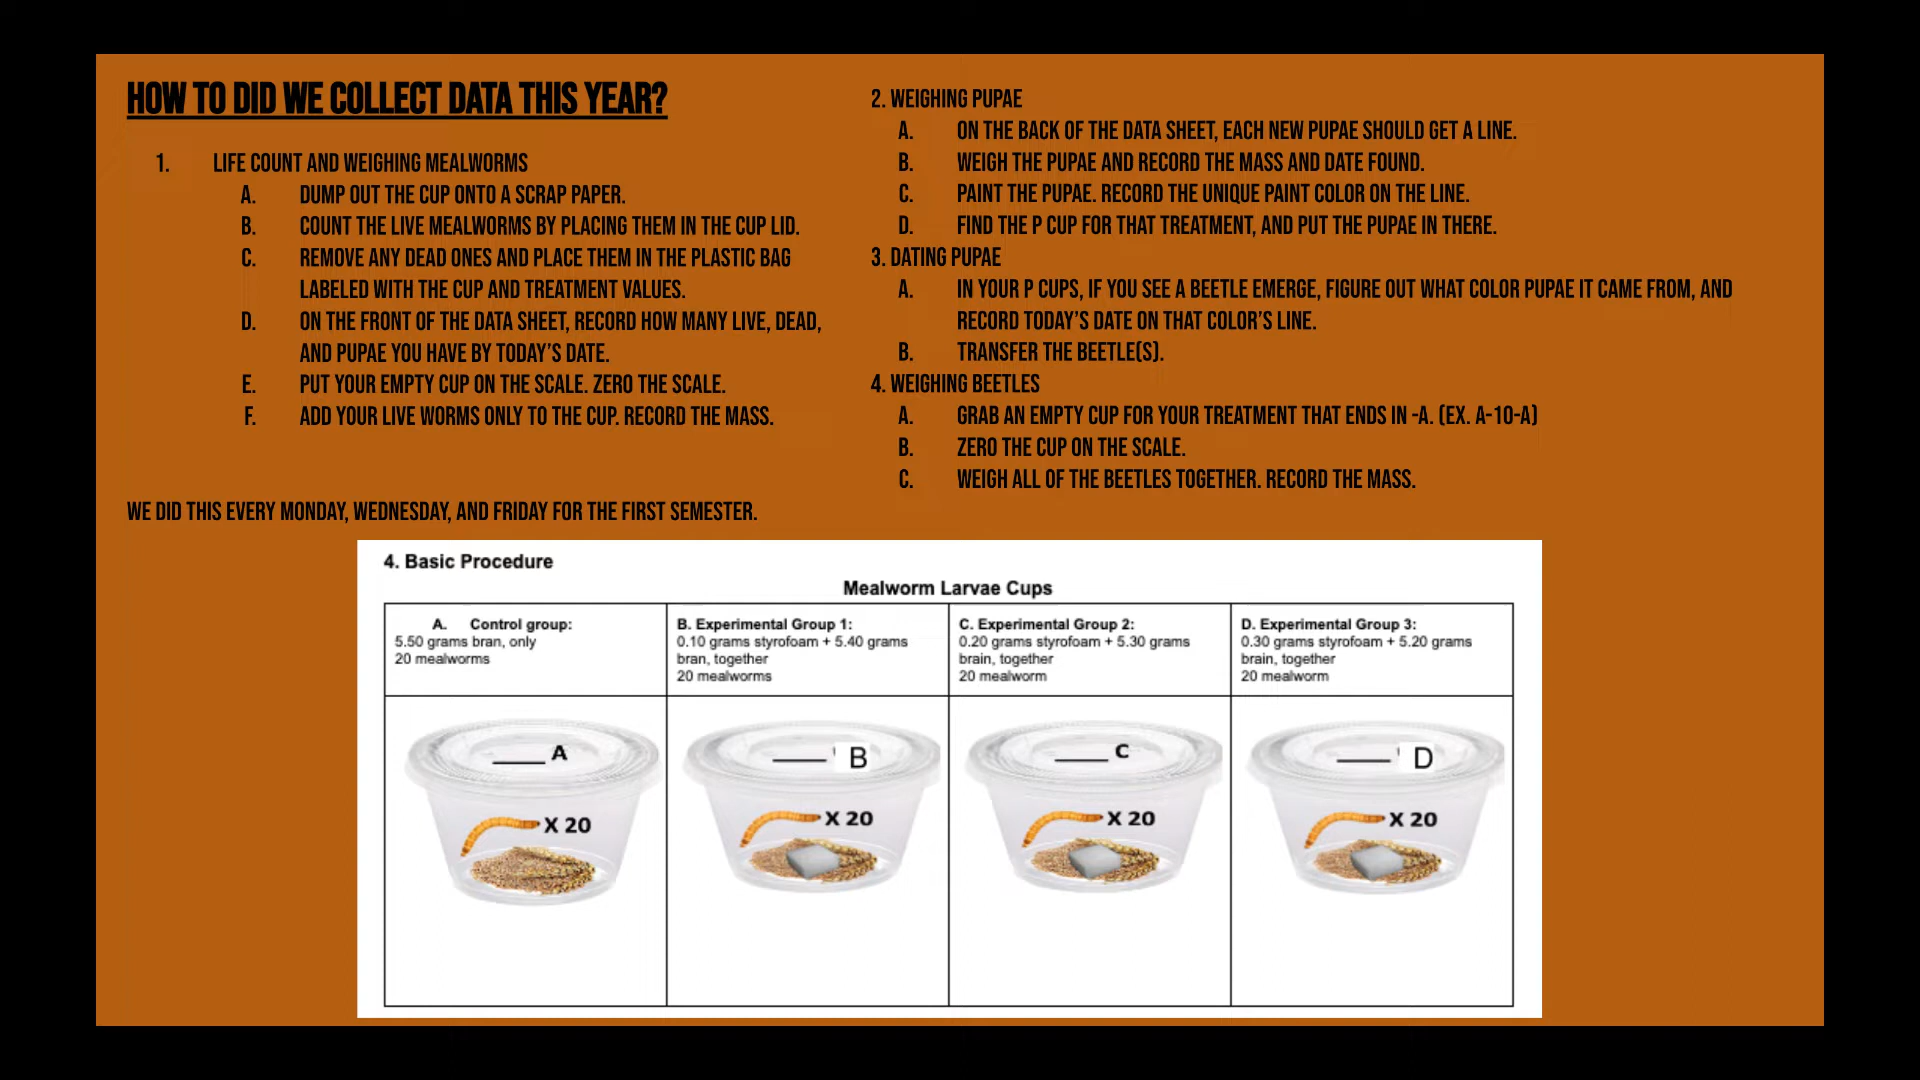 HOW TO DID WE COLLECT DATA THIS YEAR?
1. LIFE COUNT AND WEIGHING MEALWORMS
A. DUMP OUT THE CUP ONTO A SCRAP PAPER.
B. COUNT THE LIVE MEALWORMS BY PLACING THEM IN THE CUP LID.
C. REMOVE ANY DEAD ONES AND PLACE THEM IN THE PLASTIC BAG
LABELED WITH THE CUP AND TREATMENT VALUES.
D. ON THE FRONT OF THE DATA SHEET, RECORD HOW MANY LIVE, DEAD,
AND PUPAE YOU HAVE BY TODAY'S DATE.
E. PUT YOUR EMPTY CUP ON THE SCALE. ZERO THE SCALE.
F. ADD YOUR LIVE WORMS ONLY TO THE CUP. RECORD THE MASS.
WE DID THIS EVERY MONDAY, WEDNESDAY, AND FRIDAY FOR THE FIRST SEMESTER.
2. WEIGHING PUPAE
A. ON THE BACK OF THE DATA SHEET, EACH NEW PUPAE SHOULD GET A LINE.
B. WEIGH THE PUPAE AND RECORD THE MASS AND DATE FOUND.
C. PAINT THE PUPAE. RECORD THE UNIQUE PAINT COLOR ON THE LINE.
D. FIND THE P CUP FOR THAT TREATMENT, AND PUT THE PUPAE IN THERE.
3. DATING PUPAE
A. IN YOUR P CUPS, IF YOU SEE A BEETLE EMERGE, FIGURE OUT WHAT COLOR PUPAE IT CAME FROM, AND
RECORD TODAY'S DATE ON THAT COLOR'S LINE.
B. TRANSFER THE BEETLE(S).
4. WEIGHING BEETLES
A. GRAB AN EMPTY CUP FOR YOUR TREATMENT THAT ENDS IN -A. (EX. A-10-A)
B. ZERO THE CUP ON THE SCALE.
C. WEIGH ALL OF THE BEETLES TOGETHER. RECORD THE MASS.
4. Basic Procedure
Mealworm Larvae Cups
A. Control group:
5.50 grams bran, only
20 mealworms
B. Experimental Group 1:
0.10 grams styrofoam + 5.40 grams
bran, together
20 mealworms
C. Experimental Group 2:
0.20 grams styrofoam + 5.30 grams
brain, together
20 mealworm
D. Experimental Group 3:
0.30 grams styrofoam + 5.20 grams
brain, together
20 mealworm
____ A
X 20
____ B
X 20
____ C
X 20
____ D
X 20